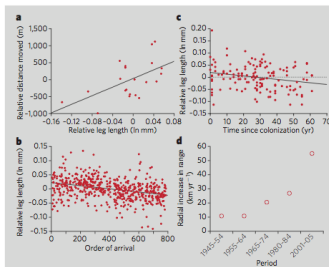 a
Relative distance moved (m)
1,500
1,000
500
0
-500
-1,000
-0.16 -0.12 -0.08 -0.04 0 0.04 0.08
Relative leg length (ln mm)
b
Relative leg length (ln mm)
0.15
0.10
0.05
0
-0.05
-0.10
-0.15
0 100 200 300 400 500 600 700 800
Order of arrival
c
Relative leg length (ln mm)
0.20
0.15
0.10
0.05
0
-0.05
-0.10
-0.15
0 10 20 30 40 50 60 70
Time since colonization (yr)
d
Radial increase in range
(km yr⁻¹)
60
50
40
30
20
10
0
1945-54
1955-64
1965-74
1980-84
2001-05
Period